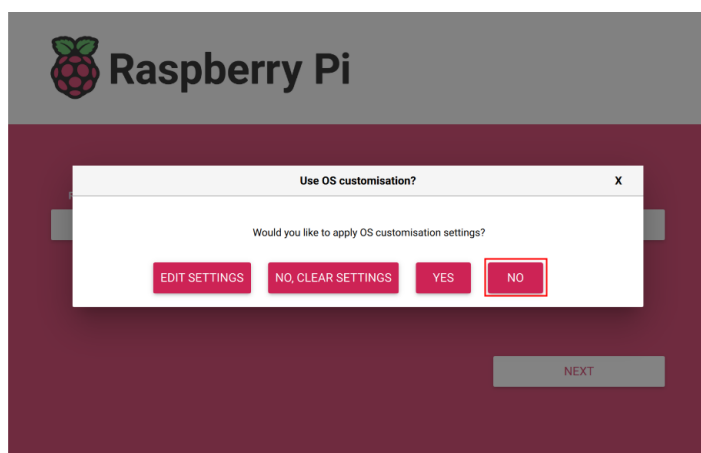 Raspberry Pi
Use OS customisation?
X
Would you like to apply OS customisation settings?
EDIT SETTINGS
NO, CLEAR SETTINGS
YES
NO
NEXT